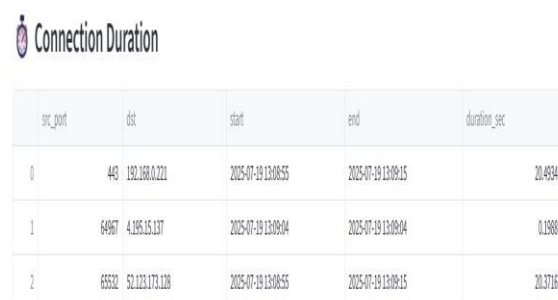 Connection Duration
src_port dst start end duration_sec
0 443 192.168.0.221 2025-07-19 13:08:55 2025-07-19 13:09:15 20.4934
1 64967 4.195.15.137 2025-07-19 13:09:04 2025-07-19 13:09:04 0.1988
2 65532 52.123.173.128 2025-07-19 13:08:55 2025-07-19 13:09:15 20.3716